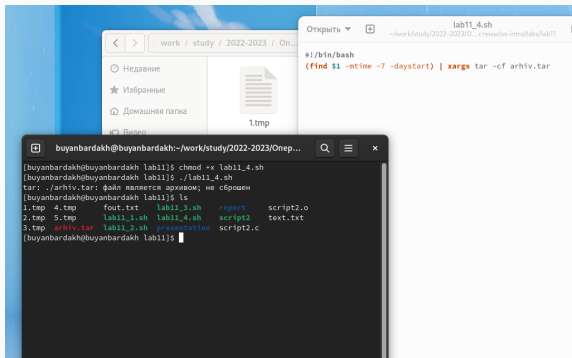 work / study / 2022-2023 / Оп...
Недавние
Избранные
Домашняя папка
Видео
1.tmp
Открыть
lab11_4.sh
#!/bin/bash
(find $1 -mtime -7 -daystart) | xargs tar -cf arhiv.tar
buyanbardakh@buyanbardakh:~/work/study/2022-2023/Опер...
[buyanbardakh@buyanbardakh lab11]$ chmod +x lab11_4.sh
[buyanbardakh@buyanbardakh lab11]$ ./lab11_4.sh
tar: ./arhiv.tar: файл является архивом; не сброшен
[buyanbardakh@buyanbardakh lab11]$ ls
1.tmp 4.tmp fout.txt lab11_3.sh report script2.o
2.tmp 5.tmp lab11_1.sh lab11_4.sh script2 text.txt
3.tmp arhiv.tar lab11_2.sh presentation script2.c
[buyanbardakh@buyanbardakh lab11]$